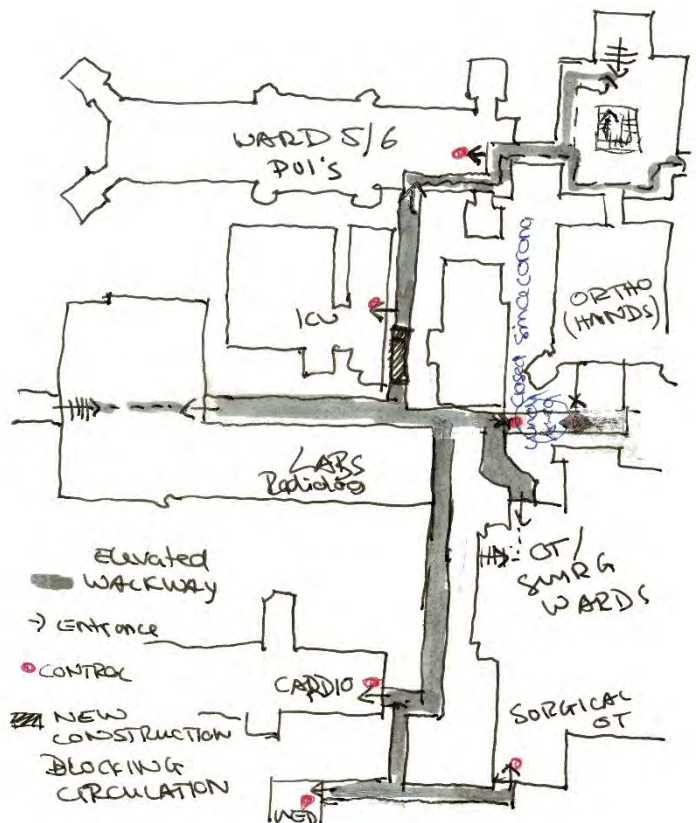 WARD 5/6
PUI's
ICU
ORTHO
(HANDS)
closed since corona
LABS
Radiology
OT/
SURG
WARDS
Elevated
WALKWAY
Entrance
CONTROL
CARDIO
NEW
CONSTRUCTION
BLOCKING
CIRCULATION
SURGICAL
OT
MED